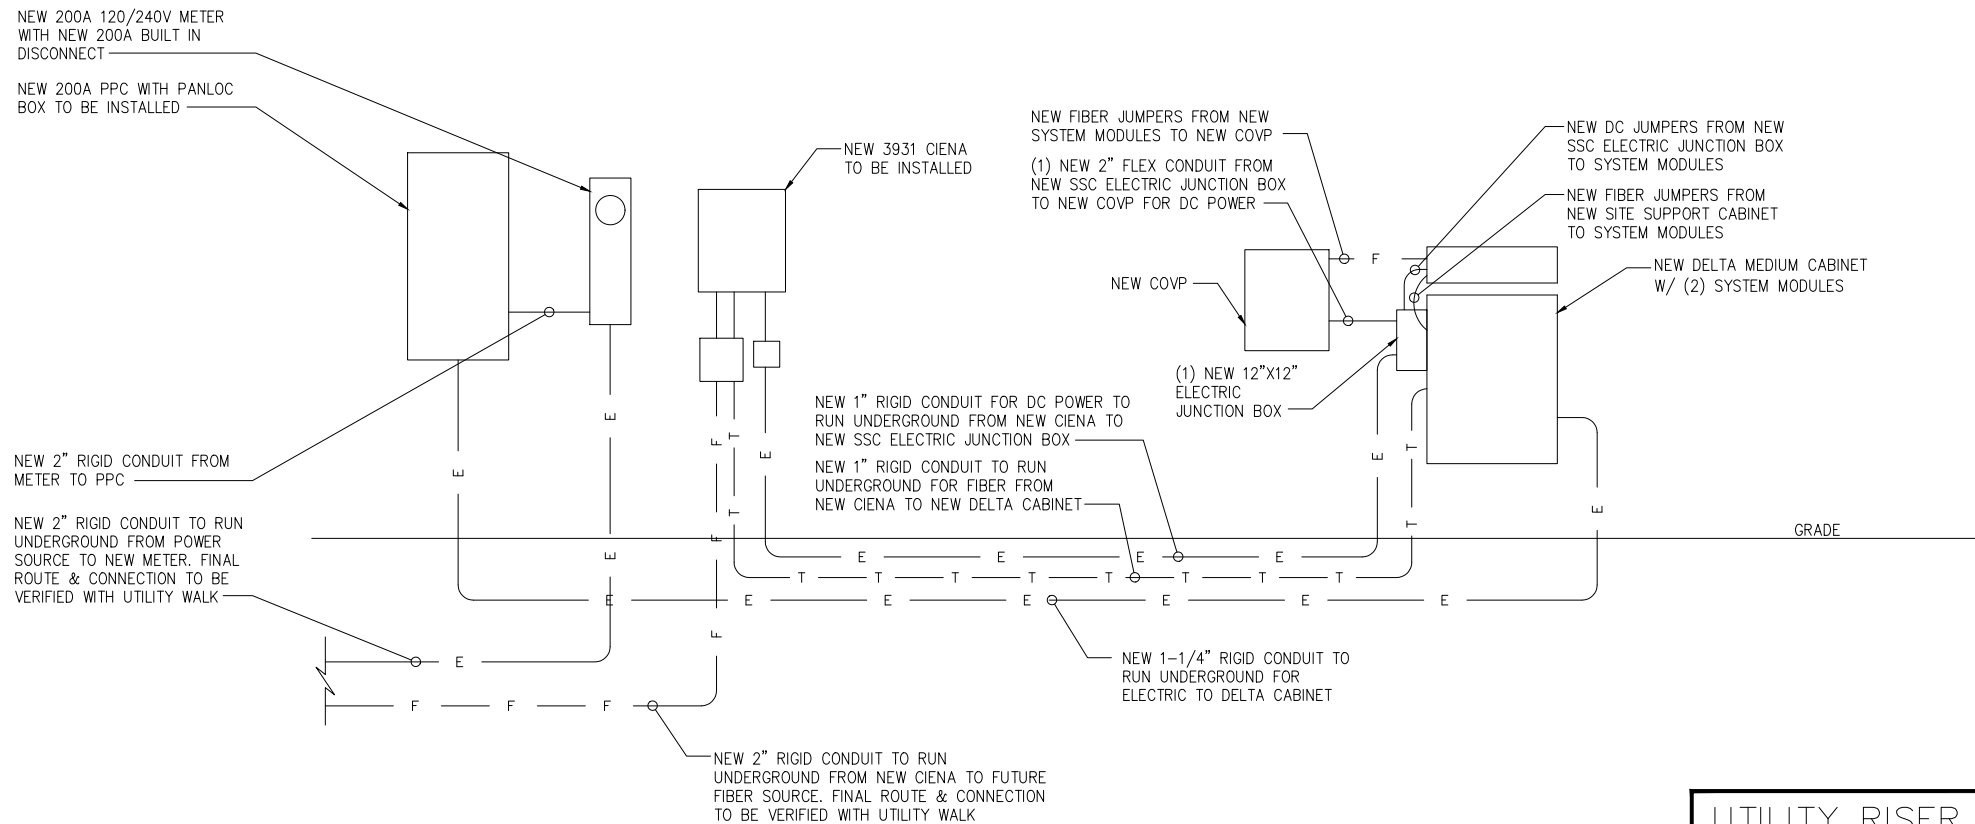 NEW 200A 120/240V METER
WITH NEW 200A BUILT IN
DISCONNECT
NEW 200A PPC WITH PANLOC
BOX TO BE INSTALLED
NEW 3931 CIENA
TO BE INSTALLED
NEW FIBER JUMPERS FROM NEW
SYSTEM MODULES TO NEW COVP
(1) NEW 2" FLEX CONDUIT FROM
NEW SSC ELECTRIC JUNCTION BOX
TO NEW COVP FOR DC POWER
NEW DC JUMPERS FROM NEW
SSC ELECTRIC JUNCTION BOX
TO SYSTEM MODULES
NEW FIBER JUMPERS FROM
NEW SITE SUPPORT CABINET
TO SYSTEM MODULES
F
NEW DELTA MEDIUM CABINET
W/ (2) SYSTEM MODULES
NEW COVP
(1) NEW 12"X12"
ELECTRIC
JUNCTION BOX
NEW 1" RIGID CONDUIT FOR DC POWER TO
RUN UNDERGROUND FROM NEW CIENA TO
NEW SSC ELECTRIC JUNCTION BOX
NEW 1" RIGID CONDUIT TO RUN
UNDERGROUND FOR FIBER FROM
NEW CIENA TO NEW DELTA CABINET
NEW 2" RIGID CONDUIT FROM
METER TO PPC
NEW 2" RIGID CONDUIT TO RUN
UNDERGROUND FROM POWER
SOURCE TO NEW METER. FINAL
ROUTE & CONNECTION TO BE
VERIFIED WITH UTILITY WALK
E
E
E
F
T
E
T
F
F
E
T
T
E
GRADE
E E E E
T T T T T T T T
E E E E E E E
E
F F F
NEW 1-1/4" RIGID CONDUIT TO
RUN UNDERGROUND FOR
ELECTRIC TO DELTA CABINET
NEW 2" RIGID CONDUIT TO RUN
UNDERGROUND FROM NEW CIENA TO FUTURE
FIBER SOURCE. FINAL ROUTE & CONNECTION
TO BE VERIFIED WITH UTILITY WALK
UTILITY RISER